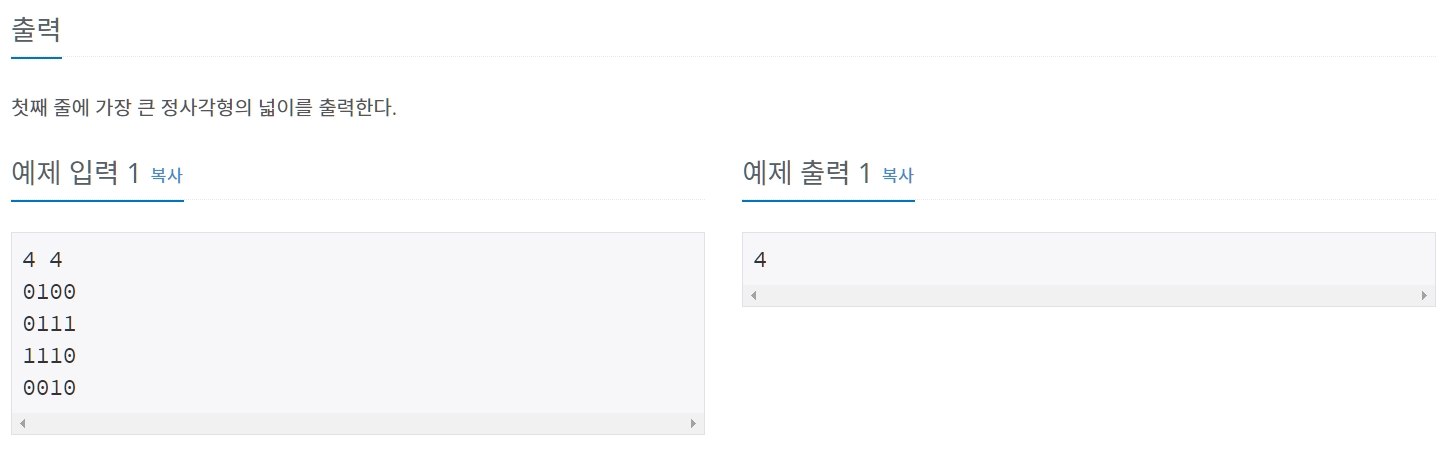 출력
첫째 줄에 가장 큰 정사각형의 넓이를 출력한다.
예제 입력 1 복사
4 4
0100
0111
1110
0010
예제 출력 1 복사
4